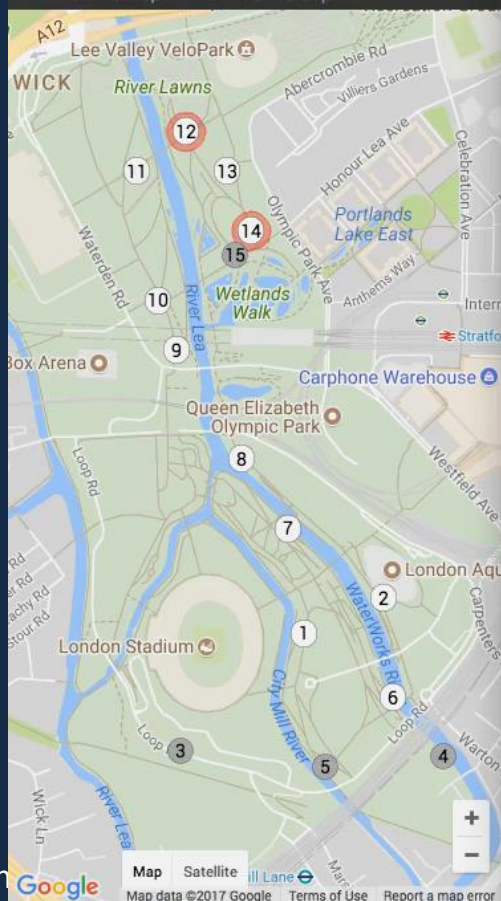 A12
Lee Valley VeloPark
Abercrombie Rd
WICK
River Lawns
Villiers Gardens
12
11
13
Honour Lea Ave
Celebration Ave
14
Olympic Park Ave
Portlands
Lake East
15
Waterden Rd
Anthems Way
Wetlands
Walk
10
River Lea
Intern
9
Stratfo
Box Arena
Carphone Warehouse
Queen Elizabeth
Olympic Park
Loop Rd
8
Westfield Ave
7
London Aqu
2
Carpenters
WaterWorks R
1
London Stadium
6
City Mill River
Loop Rd
Loop
3
5
4
Warton
River Lea
Wick Ln
+
−
Map
Satellite
ill Lane
Google
Map data ©2017 Google
Terms of Use
Report a map error